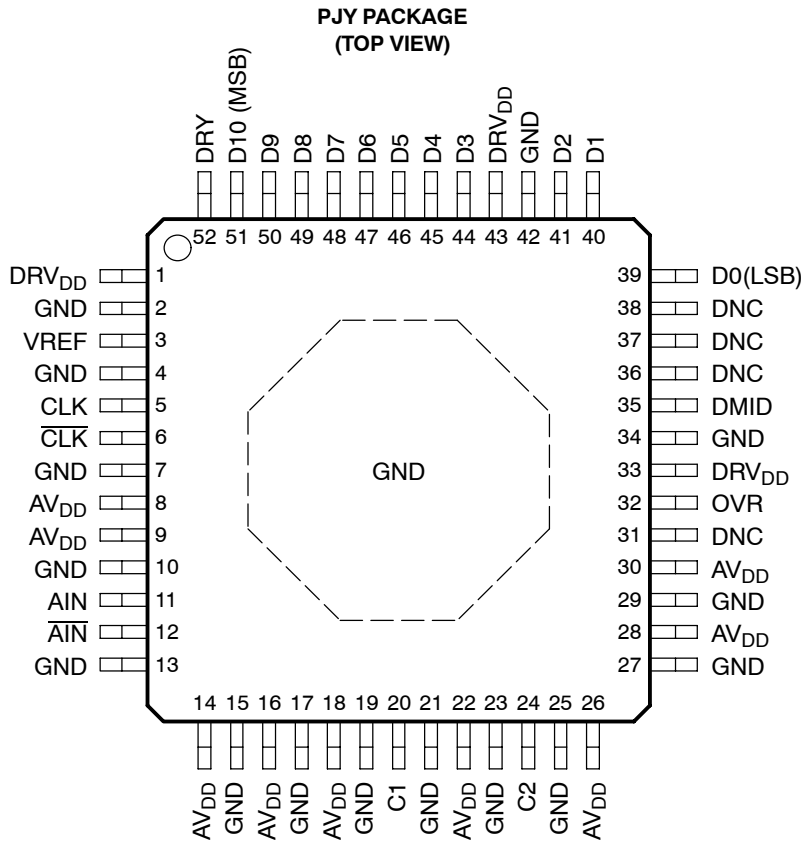 PJY PACKAGE
(TOP VIEW)
DRY D10 (MSB) D9 D8 D7 D6 D5 D4 D3 DRVDD GND D2 D1
52 51 50 49 48 47 46 45 44 43 42 41 40
DRVDD 1 39 D0(LSB)
GND 2 38 DNC
VREF 3 37 DNC
GND 4 36 DNC
CLK 5 35 DMID
C̅L̅K̅ 6 34 GND
GND 7 GND 33 DRVDD
AVDD 8 32 OVR
AVDD 9 31 DNC
GND 10 30 AVDD
AIN 11 29 GND
A̅I̅N̅ 12 28 AVDD
GND 13 27 GND
14 15 16 17 18 19 20 21 22 23 24 25 26
AVDD GND AVDD GND AVDD GND C1 GND AVDD GND C2 GND AVDD